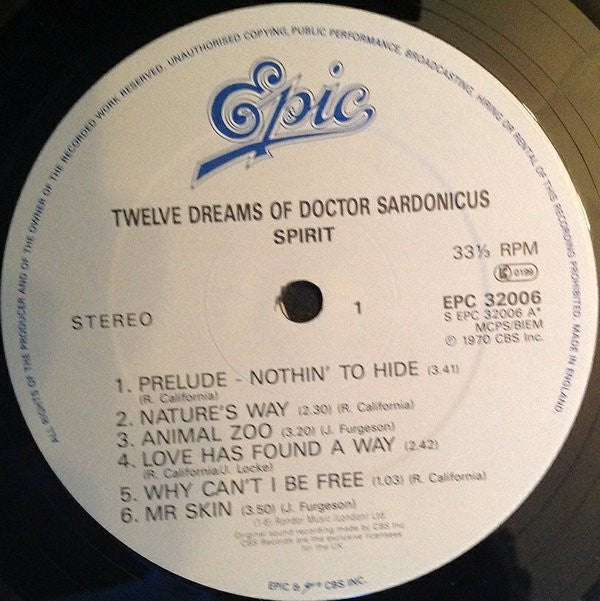 ALL RIGHTS OF THE PRODUCER AND OF THE OWNER OF THE RECORDED WORK RESERVED. UNAUTHORISED COPYING, PUBLIC PERFORMANCE, BROADCASTING, HIRING OR RENTAL OF THIS RECORDING PROHIBITED. MADE IN ENGLAND
Epic
TWELVE DREAMS OF DOCTOR SARDONICUS
SPIRIT
33⅓ RPM
0199
STEREO
1
EPC 32006
S EPC 32006 A*
MCPS/BIEM
℗ 1970 CBS Inc.
1. PRELUDE - NOTHIN' TO HIDE (3.41)
(R. California)
2. NATURE'S WAY (2.30) (R. California)
3. ANIMAL ZOO (3.20) (J. Furgeson)
4. LOVE HAS FOUND A WAY (2.42)
(R. California/J. Locke)
5. WHY CAN'T I BE FREE (1.03) (R. California)
6. MR SKIN (3.50) (J. Furgeson)
(1-6) Rondor Music (London) Ltd.
Original sound recording made by CBS Inc.
CBS Records are the exclusive licensees
for the UK
EPIC & CBS INC.